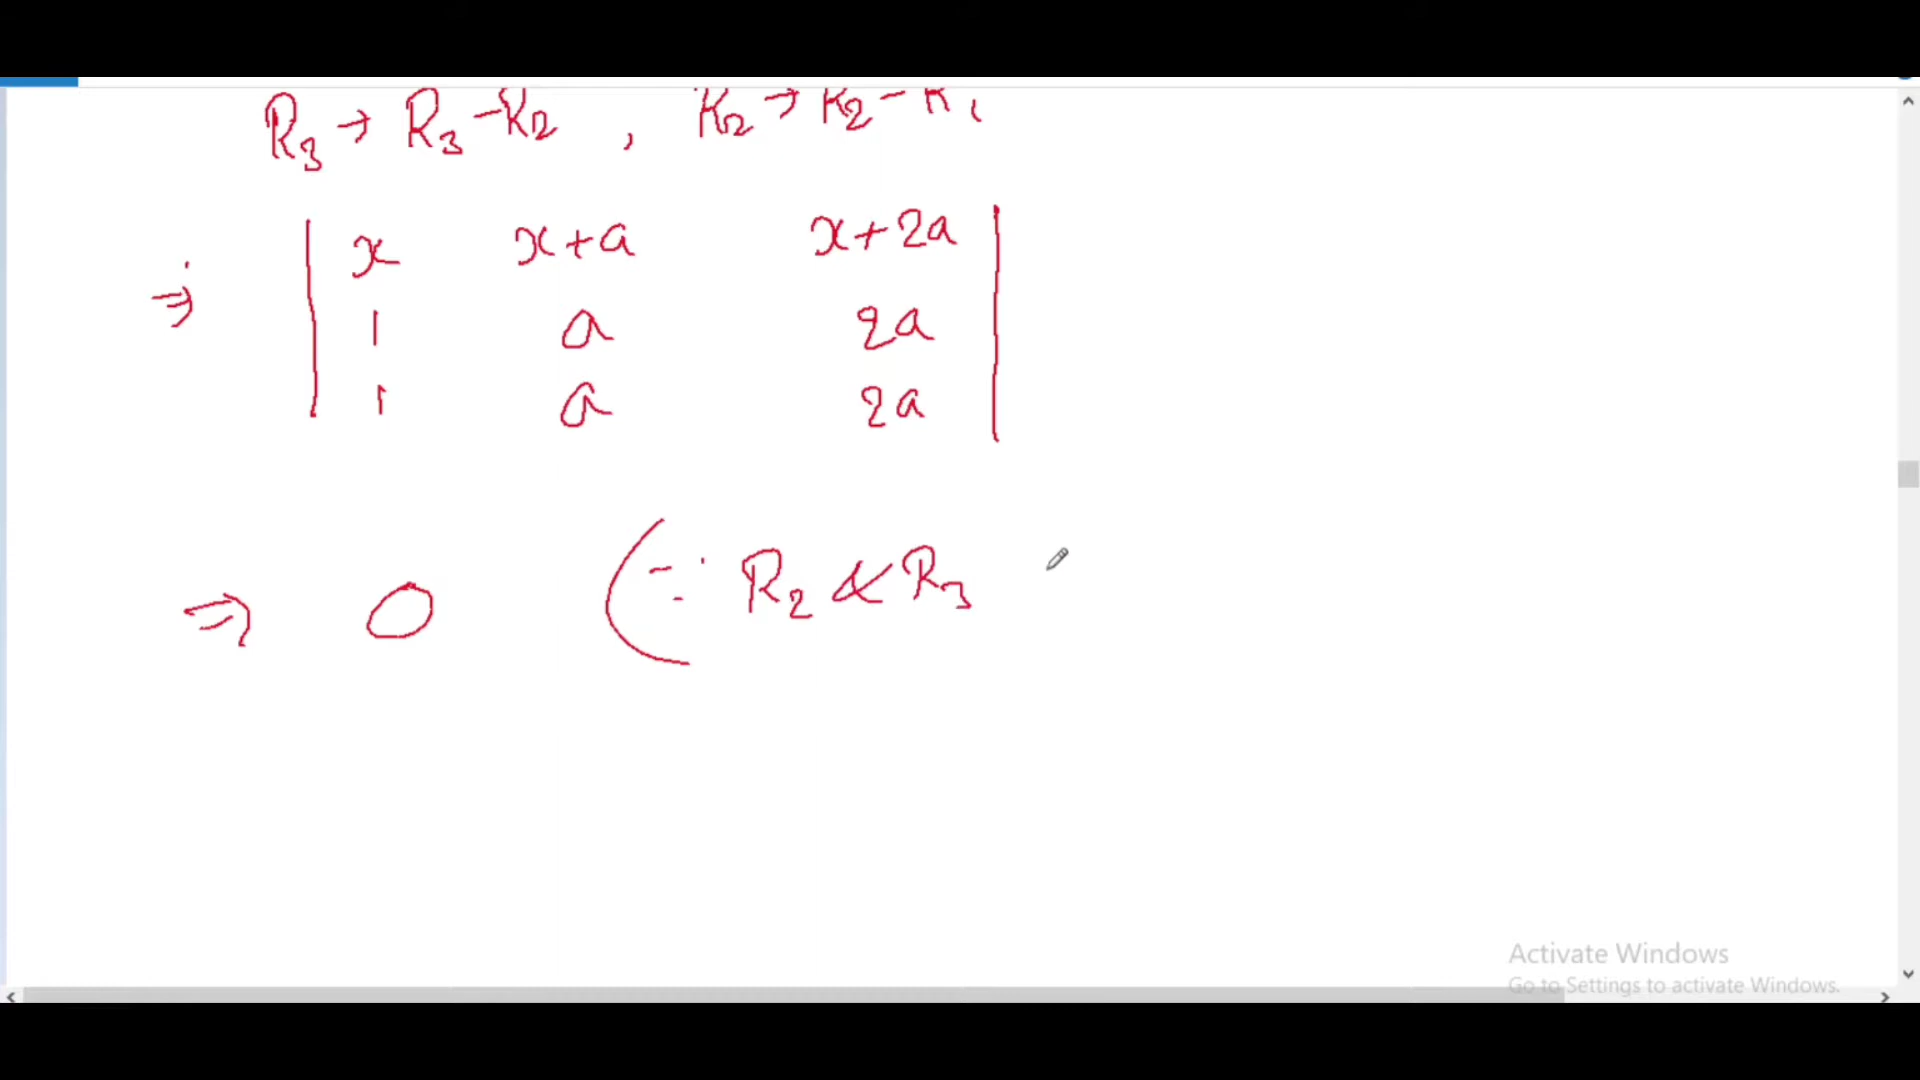 R₃ → R₃ - R₂ , R₂ → R₂ - R₁
⇒ | x x+a x+2a |
| 1 a 2a |
| 1 a 2a |
⇒ 0 (∵ R₂ & R₃
Activate Windows
Go to Settings to activate Windows.